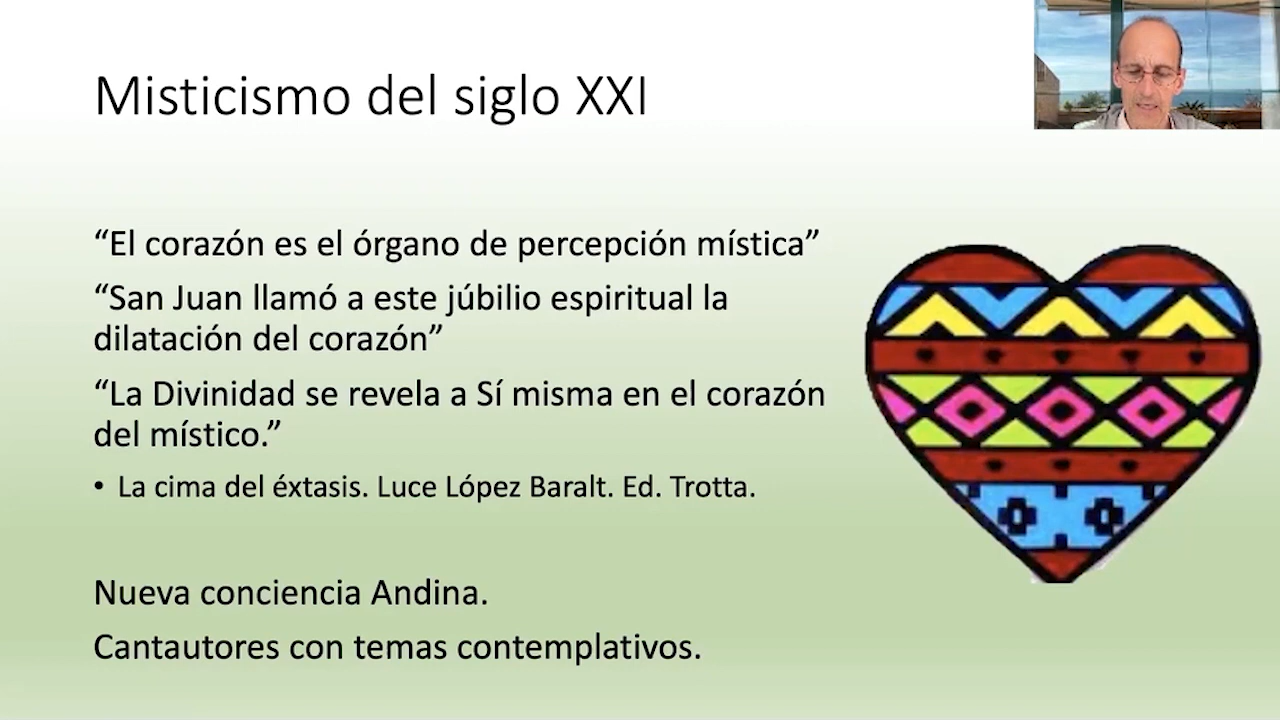 Misticismo del siglo XXI
“El corazón es el órgano de percepción mística”
“San Juan llamó a este júbilio espiritual la
dilatación del corazón”
“La Divinidad se revela a Sí misma en el corazón
del místico.”
• La cima del éxtasis. Luce López Baralt. Ed. Trotta.
Nueva conciencia Andina.
Cantautores con temas contemplativos.